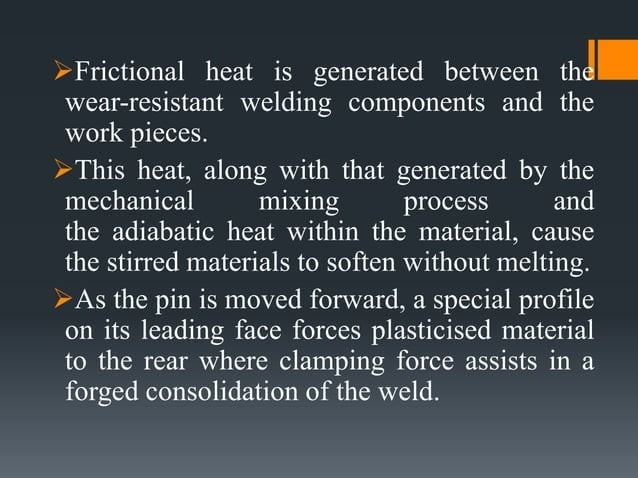 ➢Frictional heat is generated between the
wear-resistant welding components and the
work pieces.
➢This heat, along with that generated by the
mechanical mixing process and
the adiabatic heat within the material, cause
the stirred materials to soften without melting.
➢As the pin is moved forward, a special profile
on its leading face forces plasticised material
to the rear where clamping force assists in a
forged consolidation of the weld.